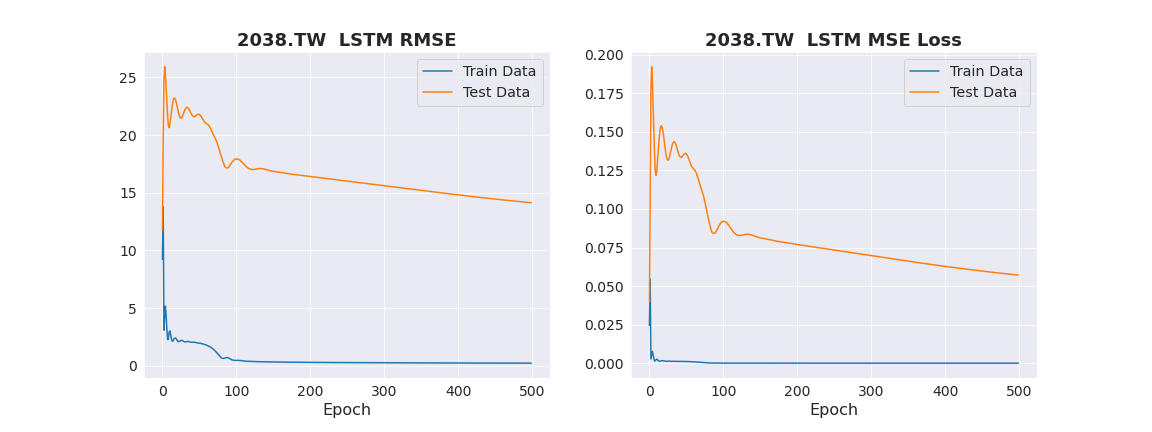 2038.TW  LSTM RMSE
Train Data
Test Data
25
20
15
10
5
0
0 100 200 300 400 500
Epoch
2038.TW  LSTM MSE Loss
Train Data
Test Data
0.200
0.175
0.150
0.125
0.100
0.075
0.050
0.025
0.000
0 100 200 300 400 500
Epoch